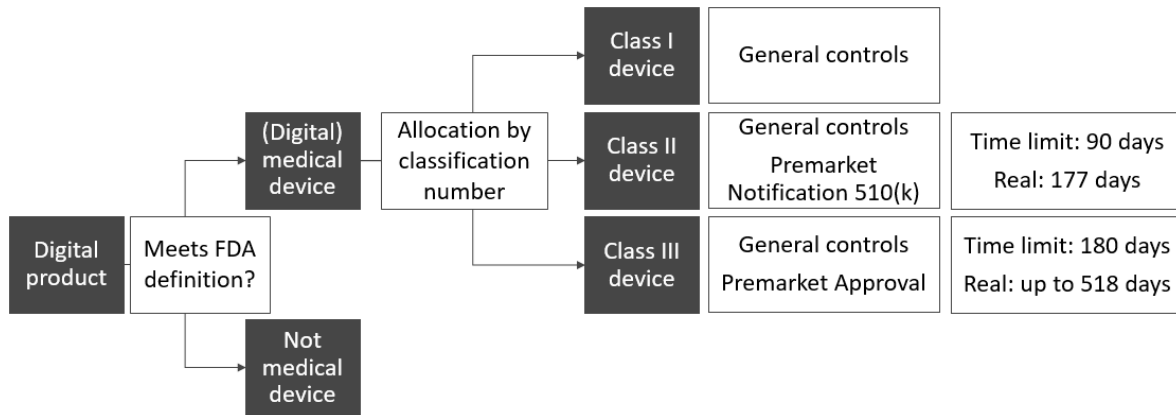 Digital
product
Meets FDA
definition?
(Digital)
medical
device
Not
medical
device
Allocation by
classification
number
Class I
device
General controls
Class II
device
General controls
Premarket
Notification 510(k)
Time limit: 90 days
Real: 177 days
Class III
device
General controls
Premarket Approval
Time limit: 180 days
Real: up to 518 days